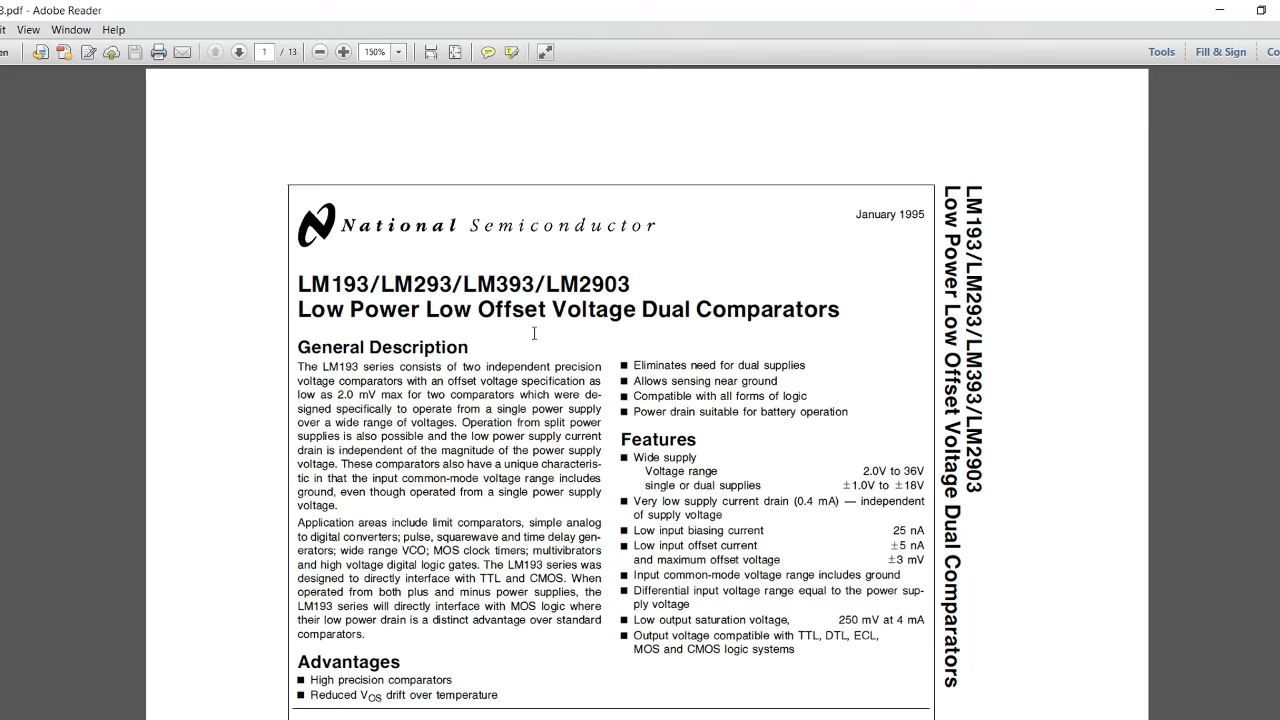 3.pdf - Adobe Reader
it View Window Help
en 1 / 13 150% Tools Fill & Sign Co
National Semiconductor
January 1995
LM193/LM293/LM393/LM2903
Low Power Low Offset Voltage Dual Comparators
General Description
The LM193 series consists of two independent precision
voltage comparators with an offset voltage specification as
low as 2.0 mV max for two comparators which were de-
signed specifically to operate from a single power supply
over a wide range of voltages. Operation from split power
supplies is also possible and the low power supply current
drain is independent of the magnitude of the power supply
voltage. These comparators also have a unique characteris-
tic in that the input common-mode voltage range includes
ground, even though operated from a single power supply
voltage.
Application areas include limit comparators, simple analog
to digital converters; pulse, squarewave and time delay gen-
erators; wide range VCO; MOS clock timers; multivibrators
and high voltage digital logic gates. The LM193 series was
designed to directly interface with TTL and CMOS. When
operated from both plus and minus power supplies, the
LM193 series will directly interface with MOS logic where
their low power drain is a distinct advantage over standard
comparators.
Advantages
■ High precision comparators
■ Reduced VOS drift over temperature
■ Eliminates need for dual supplies
■ Allows sensing near ground
■ Compatible with all forms of logic
■ Power drain suitable for battery operation
Features
■ Wide supply
Voltage range 2.0V to 36V
single or dual supplies ±1.0V to ±18V
■ Very low supply current drain (0.4 mA) — independent
of supply voltage
■ Low input biasing current 25 nA
■ Low input offset current ±5 nA
and maximum offset voltage ±3 mV
■ Input common-mode voltage range includes ground
■ Differential input voltage range equal to the power sup-
ply voltage
■ Low output saturation voltage, 250 mV at 4 mA
■ Output voltage compatible with TTL, DTL, ECL,
MOS and CMOS logic systems
LM193/LM293/LM393/LM2903
Low Power Low Offset Voltage Dual Comparators